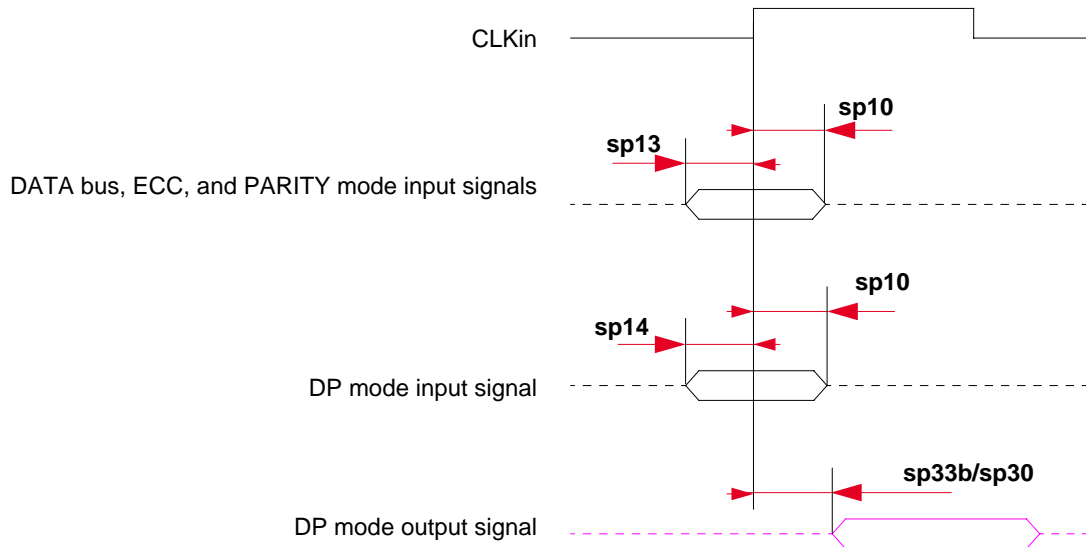 CLKin
sp10
sp13
DATA bus, ECC, and PARITY mode input signals
sp10
sp14
DP mode input signal
sp33b/sp30
DP mode output signal